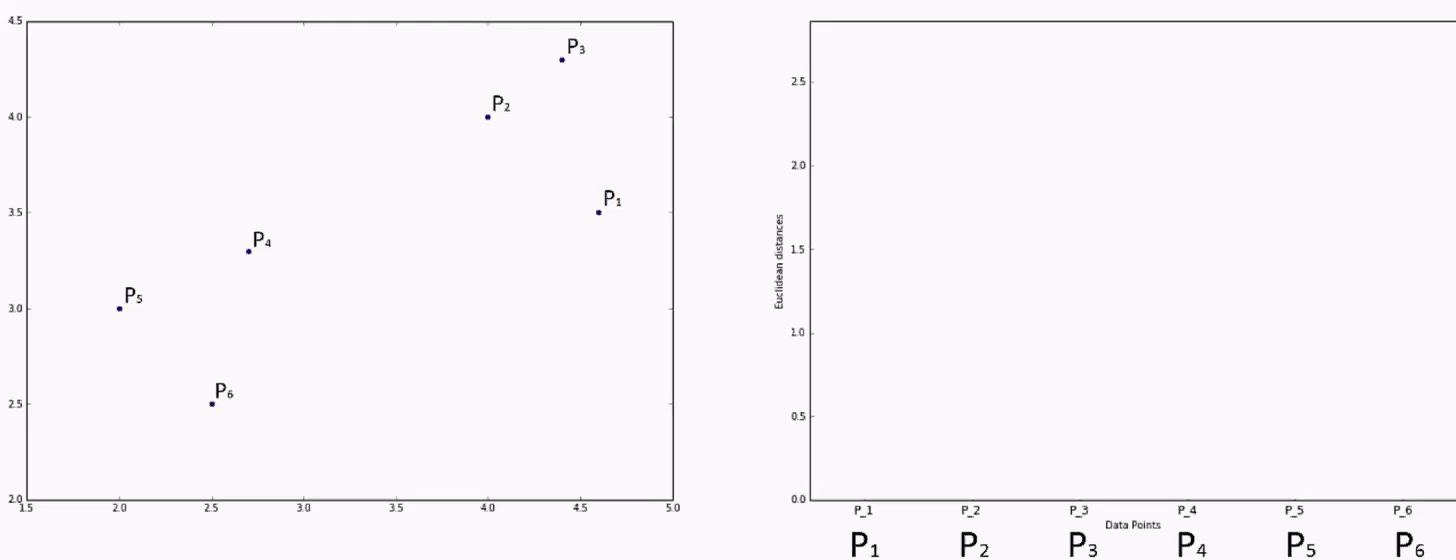 4.5
P₃
4.0
P₂
3.5
P₁
P₄
3.0
P₅
2.5
P₆
2.0
1.5 2.0 2.5 3.0 3.5 4.0 4.5 5.0
2.5
2.0
1.5
1.0
0.5
0.0
Euclidean distances
P_1 P_2 P_3 P_4 P_5 P_6
Data Points
P₁ P₂ P₃ P₄ P₅ P₆